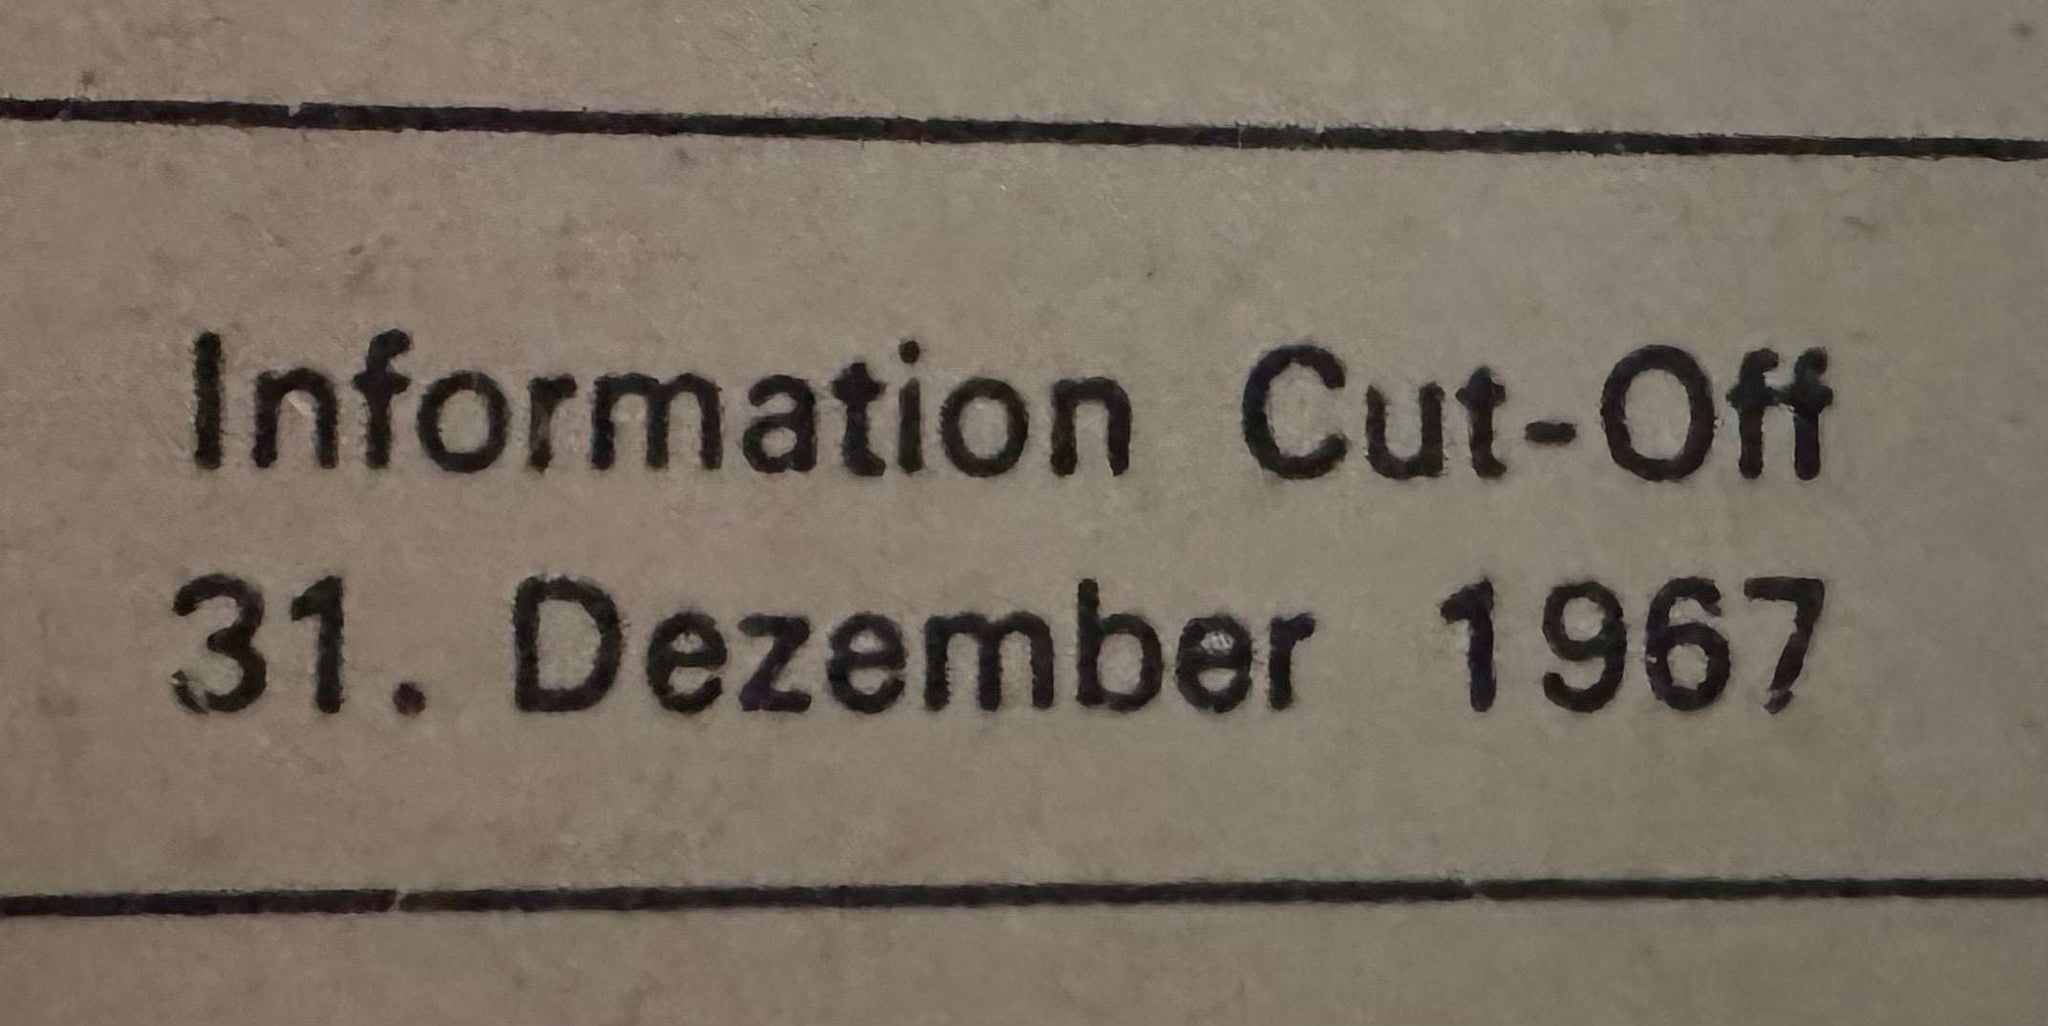 Information Cut-Off
31. Dezember 1967